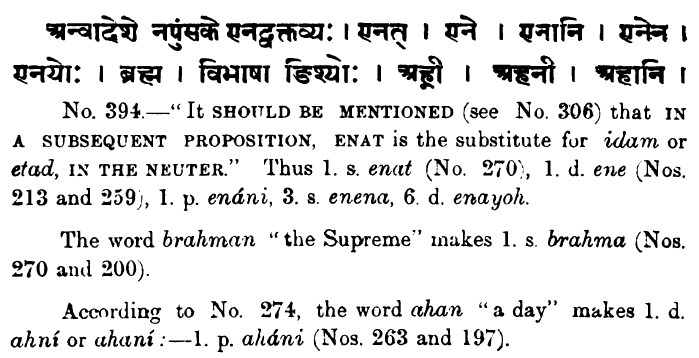 अन्वादेशे नपुंसके एनद्वक्तव्यः । एनत् । एने । एनानि । एनेन ।
एनयोः । ब्रह्म । विभाषा ङिश्योः । अह्नी । अहनी । अहानि ।
No. 394.—“It SHOULD BE MENTIONED (see No. 306) that IN
A SUBSEQUENT PROPOSITION, ENAT is the substitute for idam or
etad, IN THE NEUTER.” Thus 1. s. enat (No. 270), 1. d. ene (Nos.
213 and 259), 1. p. enáni, 3. s. enena, 6. d. enayoh.
The word brahman “the Supreme” makes 1. s. brahma (Nos.
270 and 200).
According to No. 274, the word ahan “a day” makes 1. d.
ahní or ahaní :—1. p. aháni (Nos. 263 and 197).